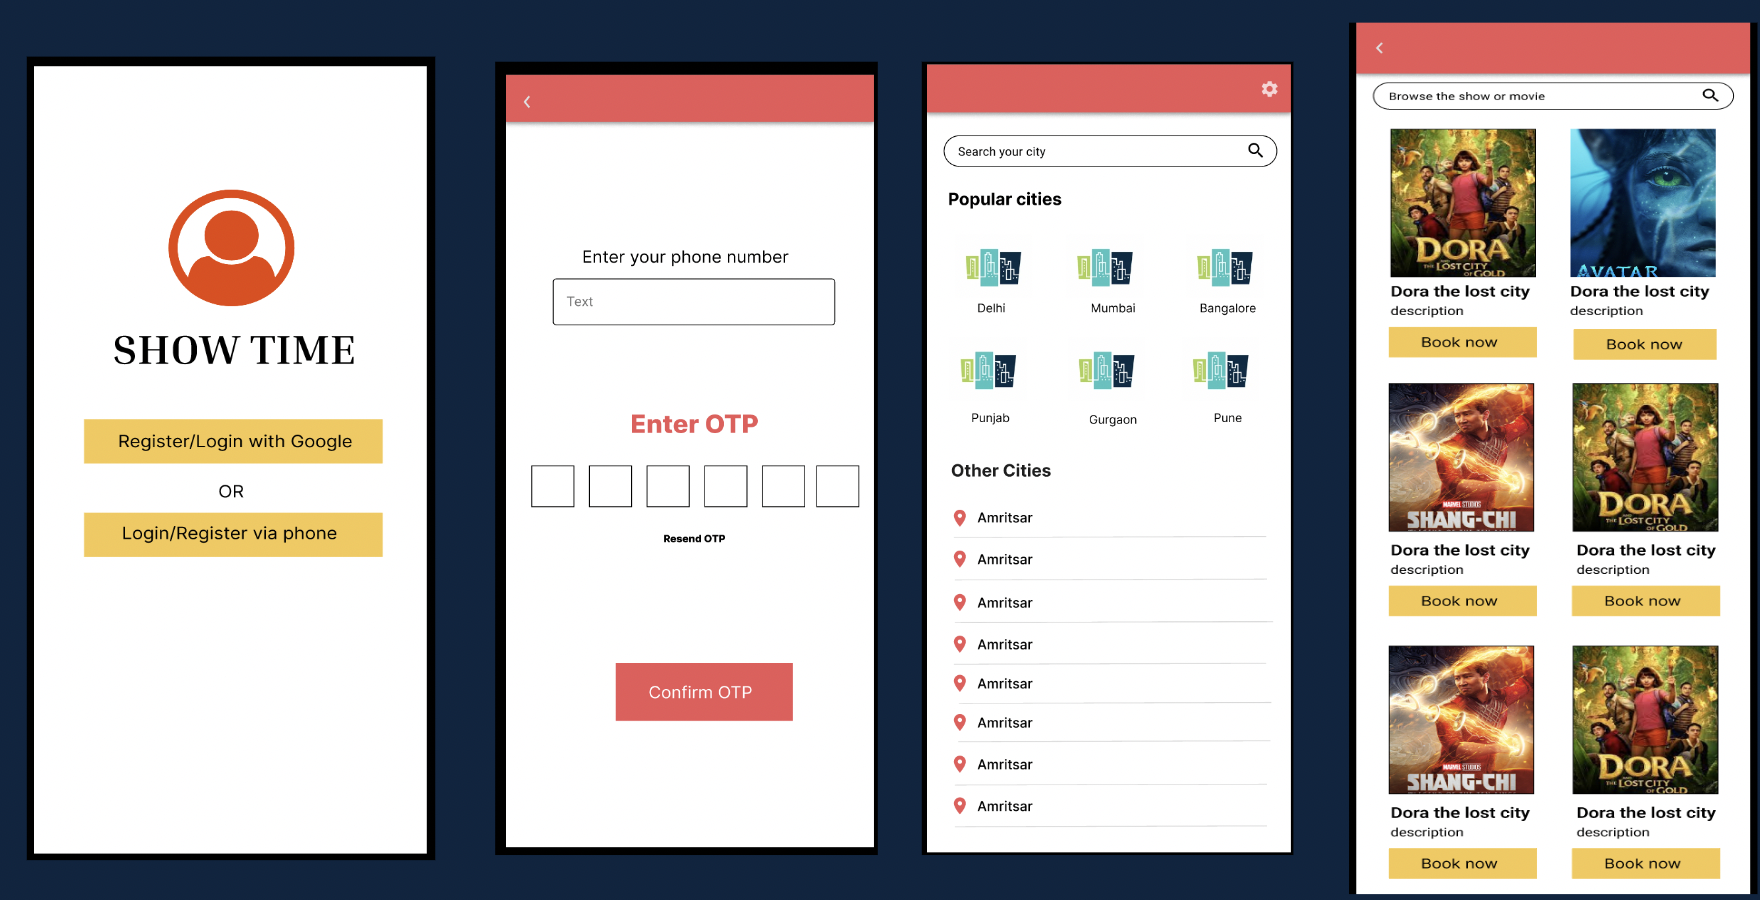 SHOW TIME
Register/Login with Google
OR
Login/Register via phone
Enter your phone number
Text
Enter OTP
Resend OTP
Confirm OTP
Search your city
Popular cities
Delhi
Mumbai
Bangalore
Punjab
Gurgaon
Pune
Other Cities
Amritsar
Amritsar
Amritsar
Amritsar
Amritsar
Amritsar
Amritsar
Amritsar
Browse the show or movie
DORA
AND
THE LOST CITY
OF GOLD
AVATAR
Dora the lost city
description
Book now
Dora the lost city
description
Book now
MARVEL STUDIOS
SHANG-CHI
DORA
AND
THE LOST CITY
OF GOLD
Dora the lost city
description
Book now
Dora the lost city
description
Book now
MARVEL STUDIOS
SHANG-CHI
DORA
AND
THE LOST CITY
OF GOLD
Dora the lost city
description
Book now
Dora the lost city
description
Book now